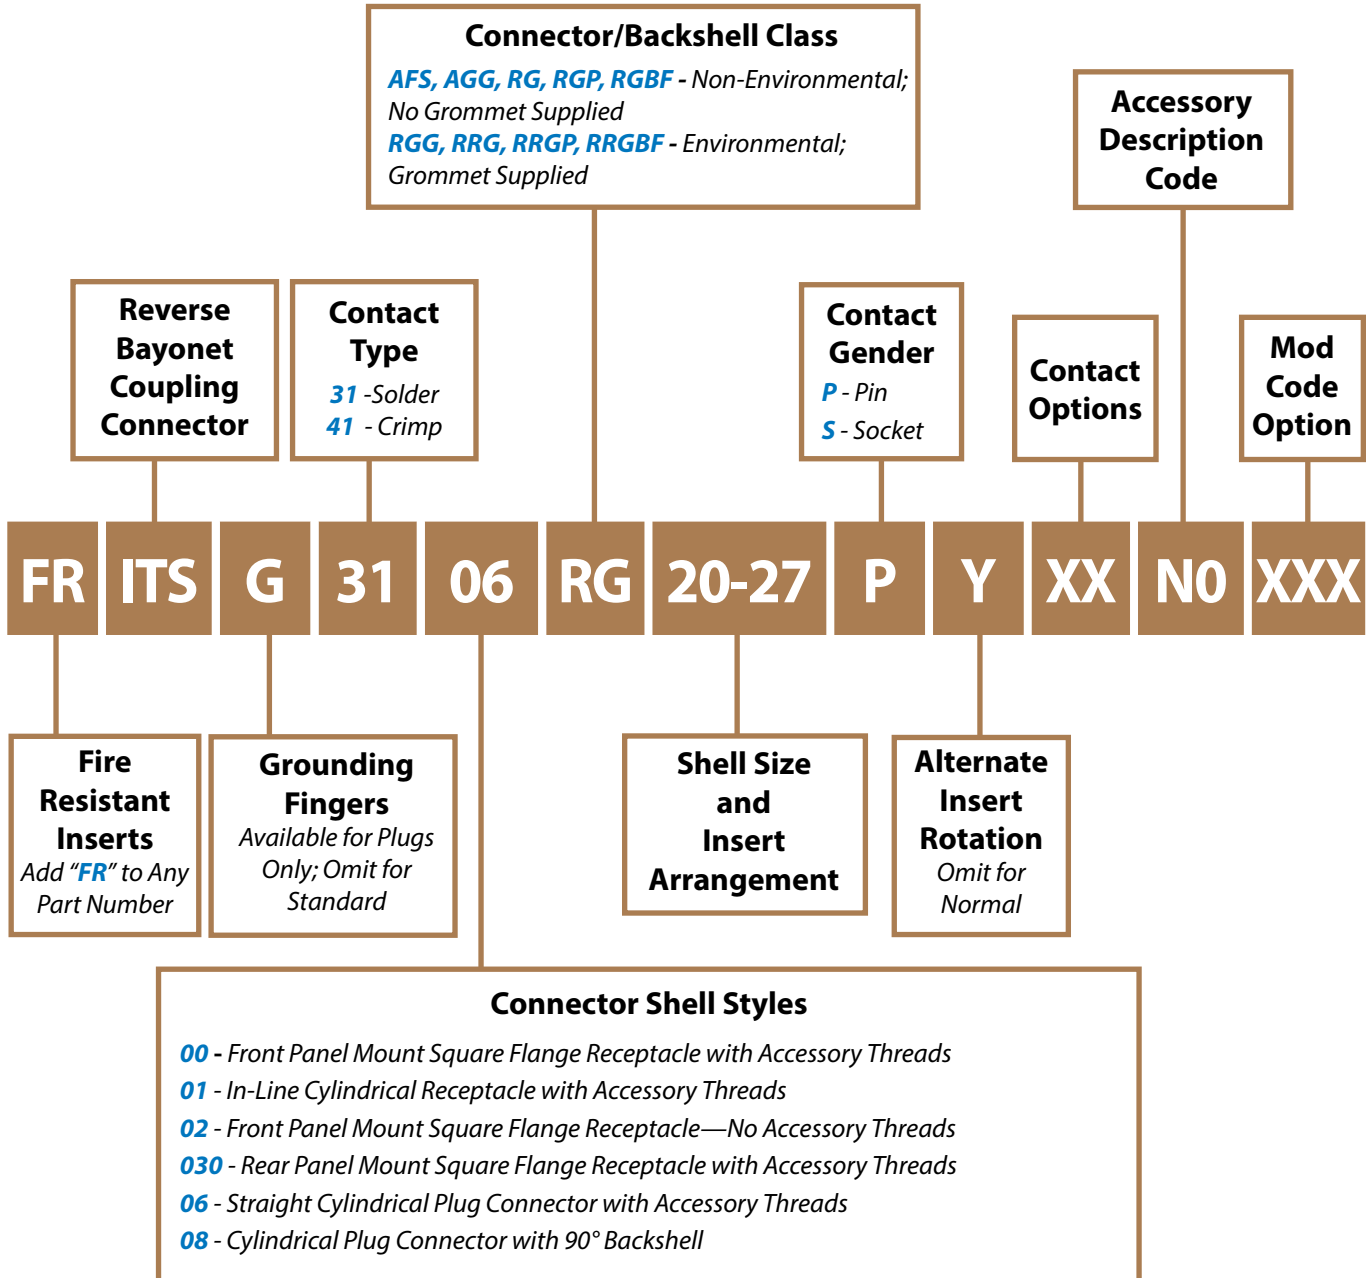 Connector/Backshell Class
AFS, AGG, RG, RGP, RGBF - Non-Environmental;
No Grommet Supplied
RGG, RRG, RRGP, RRGBF - Environmental;
Grommet Supplied
Accessory
Description
Code
Reverse
Bayonet
Coupling
Connector
Contact
Type
31 -Solder
41 - Crimp
Contact
Gender
P - Pin
S - Socket
Contact
Options
Mod
Code
Option
FR ITS G 31 06 RG 20-27 P Y XX N0 XXX
Fire
Resistant
Inserts
Add “FR” to Any
Part Number
Grounding
Fingers
Available for Plugs
Only; Omit for
Standard
Shell Size
and
Insert
Arrangement
Alternate
Insert
Rotation
Omit for
Normal
Connector Shell Styles
00 - Front Panel Mount Square Flange Receptacle with Accessory Threads
01 - In-Line Cylindrical Receptacle with Accessory Threads
02 - Front Panel Mount Square Flange Receptacle—No Accessory Threads
030 - Rear Panel Mount Square Flange Receptacle with Accessory Threads
06 - Straight Cylindrical Plug Connector with Accessory Threads
08 - Cylindrical Plug Connector with 90° Backshell